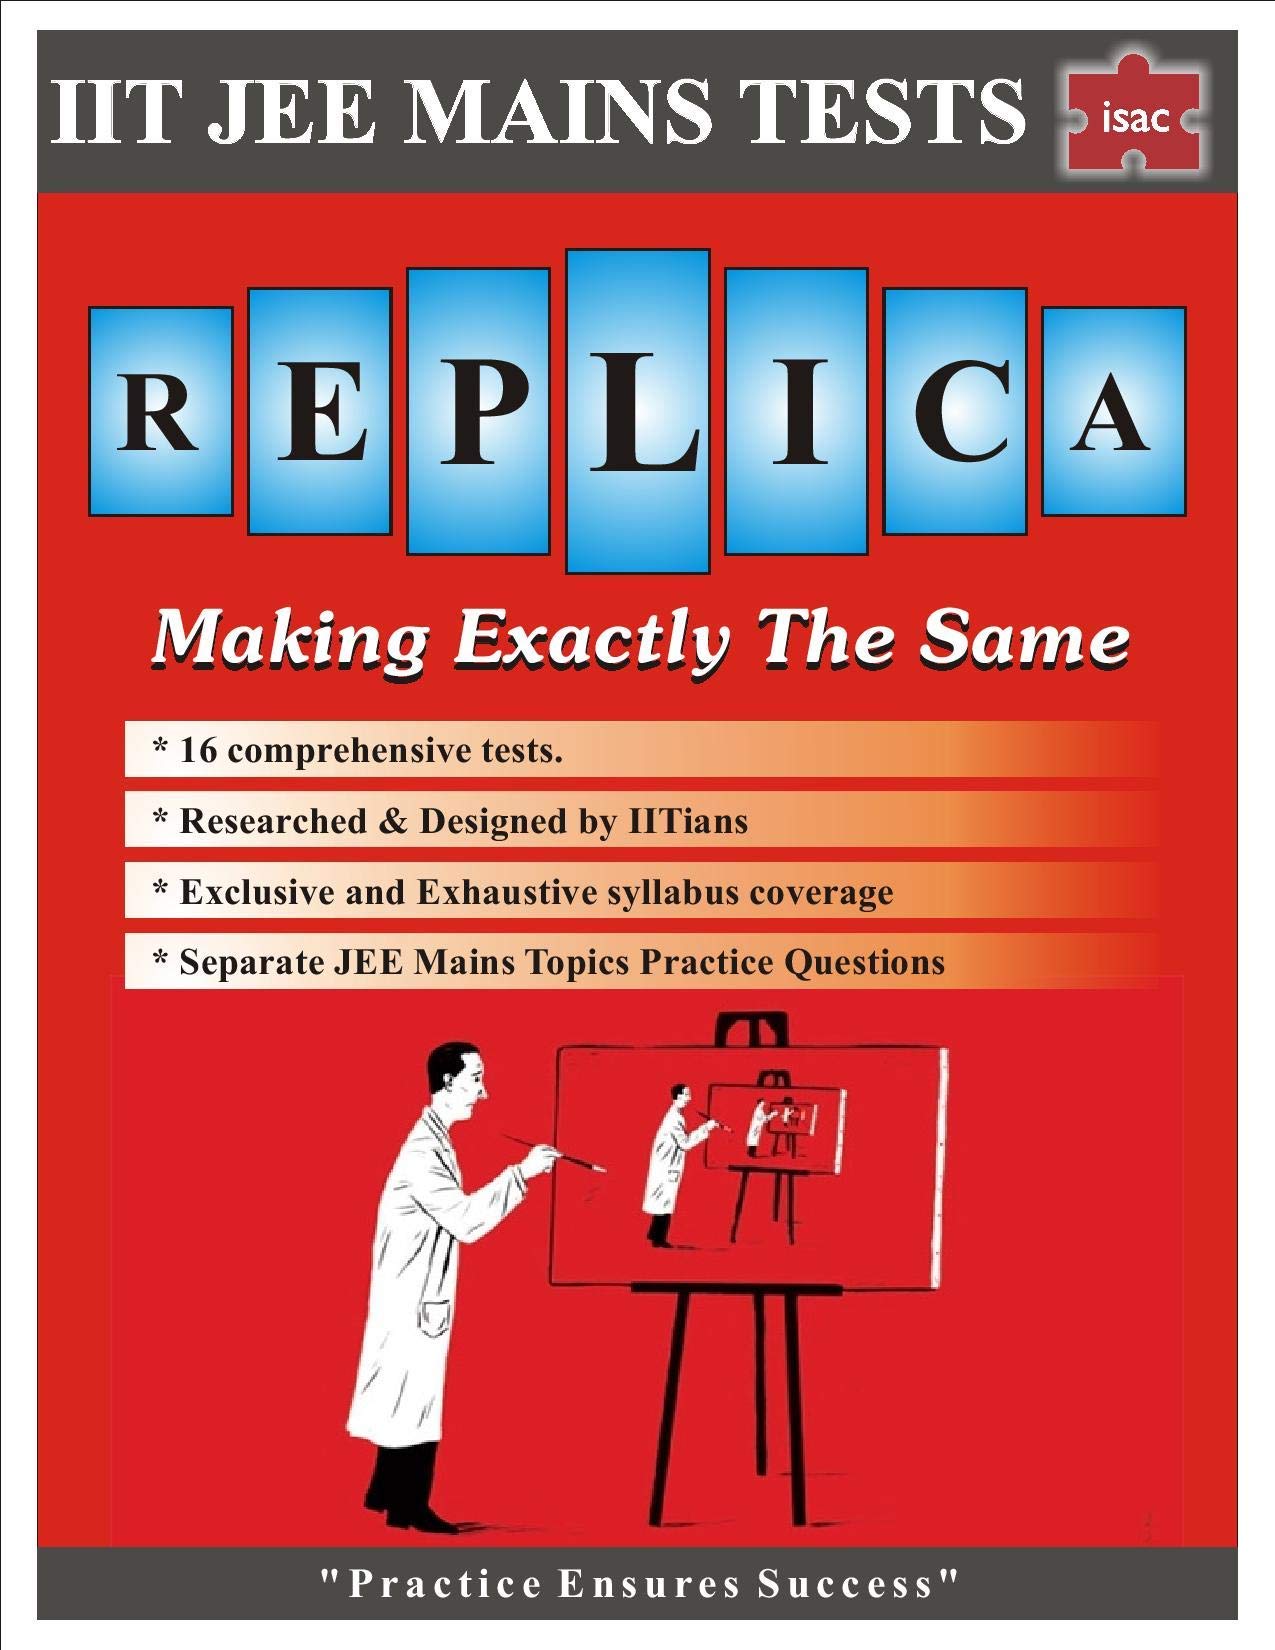 IIT JEE MAINS TESTS
isac
REPLICA
Making Exactly The Same
* 16 comprehensive tests.
* Researched & Designed by IITians
* Exclusive and Exhaustive syllabus coverage
* Separate JEE Mains Topics Practice Questions
"Practice Ensures Success"